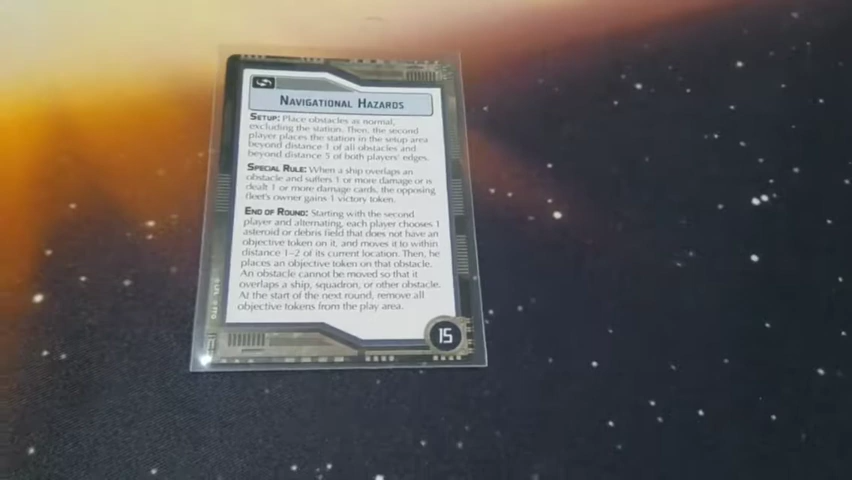 Navigational Hazards
Setup: Place obstacles as normal,
excluding the station. Then, the second
player places the station in the setup area
beyond distance 1 of all obstacles and
beyond distance 5 of both players' edges.
Special Rule: When a ship overlaps an
obstacle and suffers 1 or more damage or is
dealt 1 or more damage cards, the opposing
fleet's owner gains 1 victory token.
End of Round: Starting with the second
player and alternating, each player chooses 1
asteroid or debris field that does not have an
objective token on it, and moves it to within
distance 1–2 of its current location. Then, he
places an objective token on that obstacle.
An obstacle cannot be moved so that it
overlaps a ship, squadron, or other obstacle.
At the start of the next round, remove all
objective tokens from the play area.
15